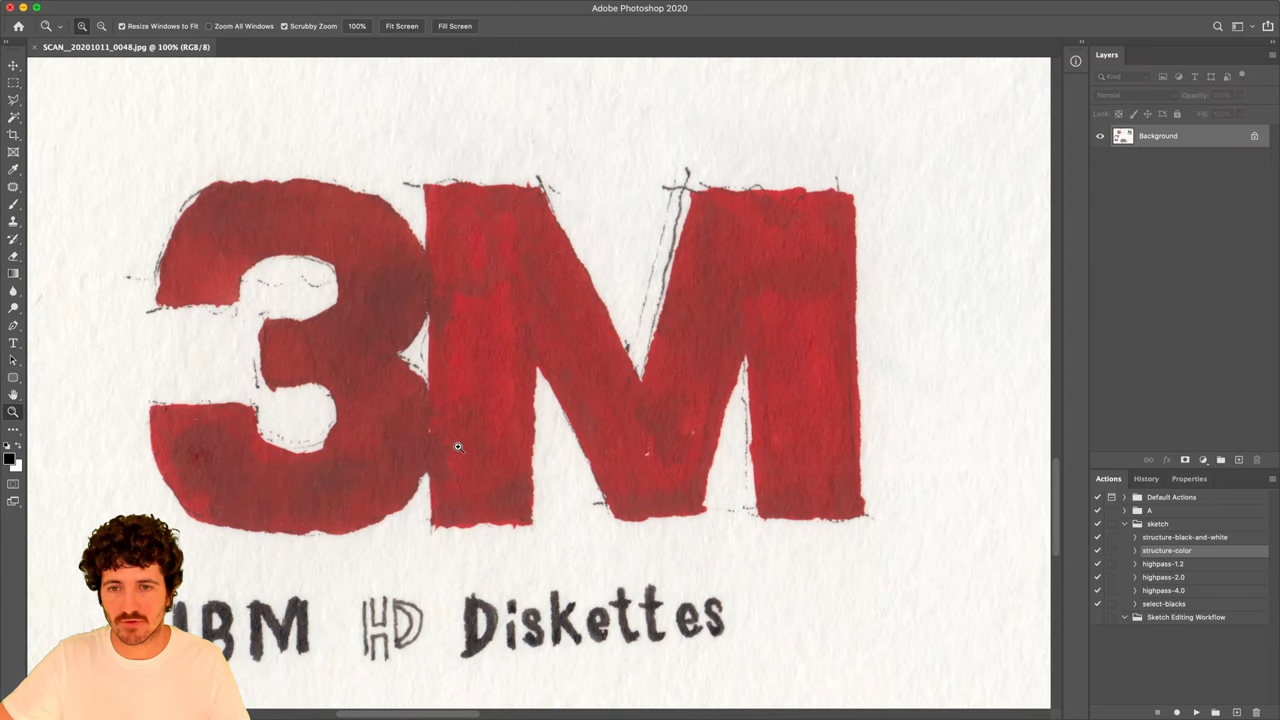 Adobe Photoshop 2020
Resize Windows to Fit Zoom All Windows Scrubby Zoom 100% Fit Screen Fill Screen
SCAN_20201011_0048.jpg @ 100% (RGB/8)
Layers
Kind
Normal Opacity: 100%
Lock: Fill: 100%
Background
3M
IBM HD Diskettes
Actions History Properties
Default Actions
A
sketch
structure-black-and-white
structure-color
highpass-1.2
highpass-2.0
highpass-4.0
select-blacks
Sketch Editing Workflow